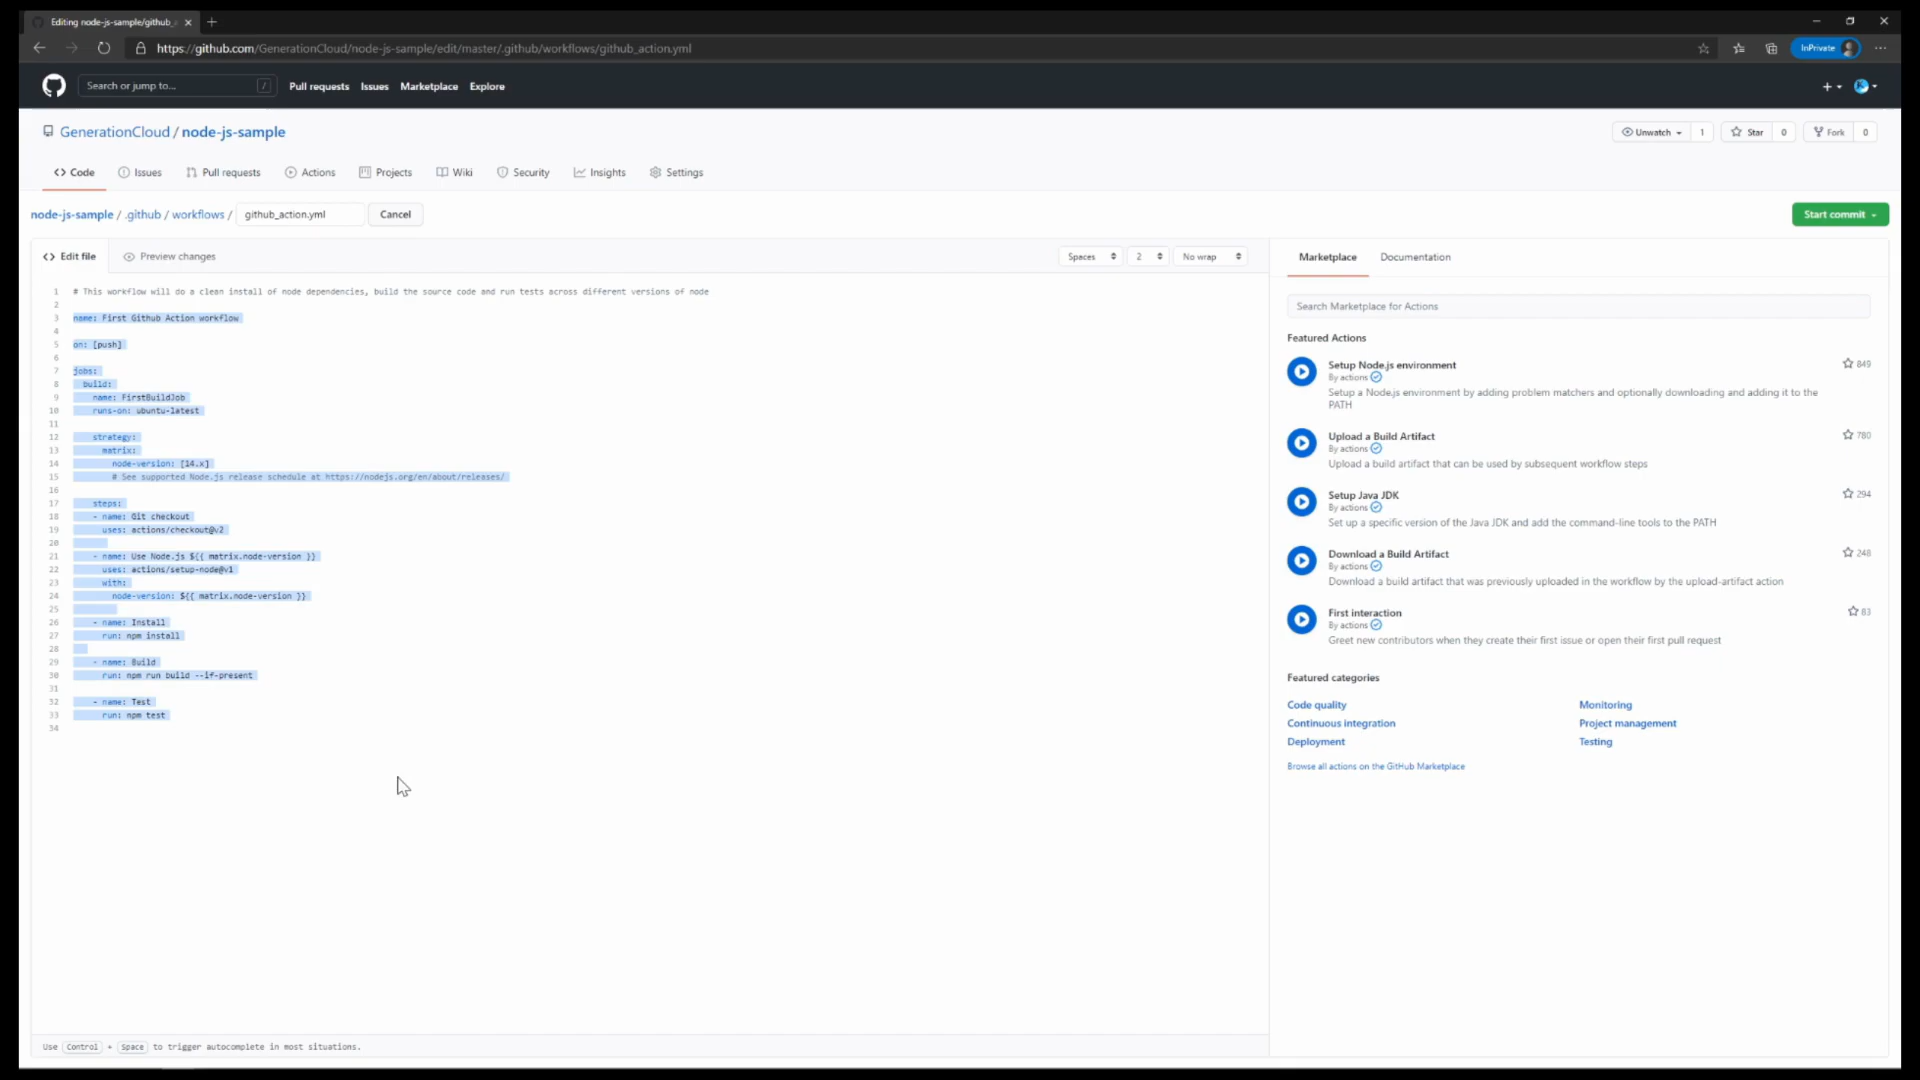 Editing node-js-sample/github_a
https://github.com/GenerationCloud/node-js-sample/edit/master/.github/workflows/github_action.yml
InPrivate
Search or jump to... /
Pull requests Issues Marketplace Explore
GenerationCloud / node-js-sample
Unwatch 1 Star 0 Fork 0
Code Issues Pull requests Actions Projects Wiki Security Insights Settings
node-js-sample / .github / workflows / github_action.yml Cancel
Start commit
Edit file Preview changes
Spaces 2 No wrap
1 # This workflow will do a clean install of node dependencies, build the source code and run tests across different versions of node
2
3 name: First Github Action workflow
4
5 on: [push]
6
7 jobs:
8 build:
9 name: FirstBuildJob
10 runs-on: ubuntu-latest
11
12 strategy:
13 matrix:
14 node-version: [14.x]
15 # See supported Node.js release schedule at https://nodejs.org/en/about/releases/
16
17 steps:
18 - name: Git checkout
19 uses: actions/checkout@v2
20
21 - name: Use Node.js ${{ matrix.node-version }}
22 uses: actions/setup-node@v1
23 with:
24 node-version: ${{ matrix.node-version }}
25
26 - name: Install
27 run: npm install
28
29 - name: Build
30 run: npm run build --if-present
31
32 - name: Test
33 run: npm test
34
Use Control + Space to trigger autocomplete in most situations.
Marketplace Documentation
Search Marketplace for Actions
Featured Actions
Setup Node.js environment 849
By actions
Setup a Node.js environment by adding problem matchers and optionally downloading and adding it to the
PATH
Upload a Build Artifact 780
By actions
Upload a build artifact that can be used by subsequent workflow steps
Setup Java JDK 294
By actions
Set up a specific version of the Java JDK and add the command-line tools to the PATH
Download a Build Artifact 248
By actions
Download a build artifact that was previously uploaded in the workflow by the upload-artifact action
First interaction 83
By actions
Greet new contributors when they create their first issue or open their first pull request
Featured categories
Code quality Monitoring
Continuous integration Project management
Deployment Testing
Browse all actions on the GitHub Marketplace